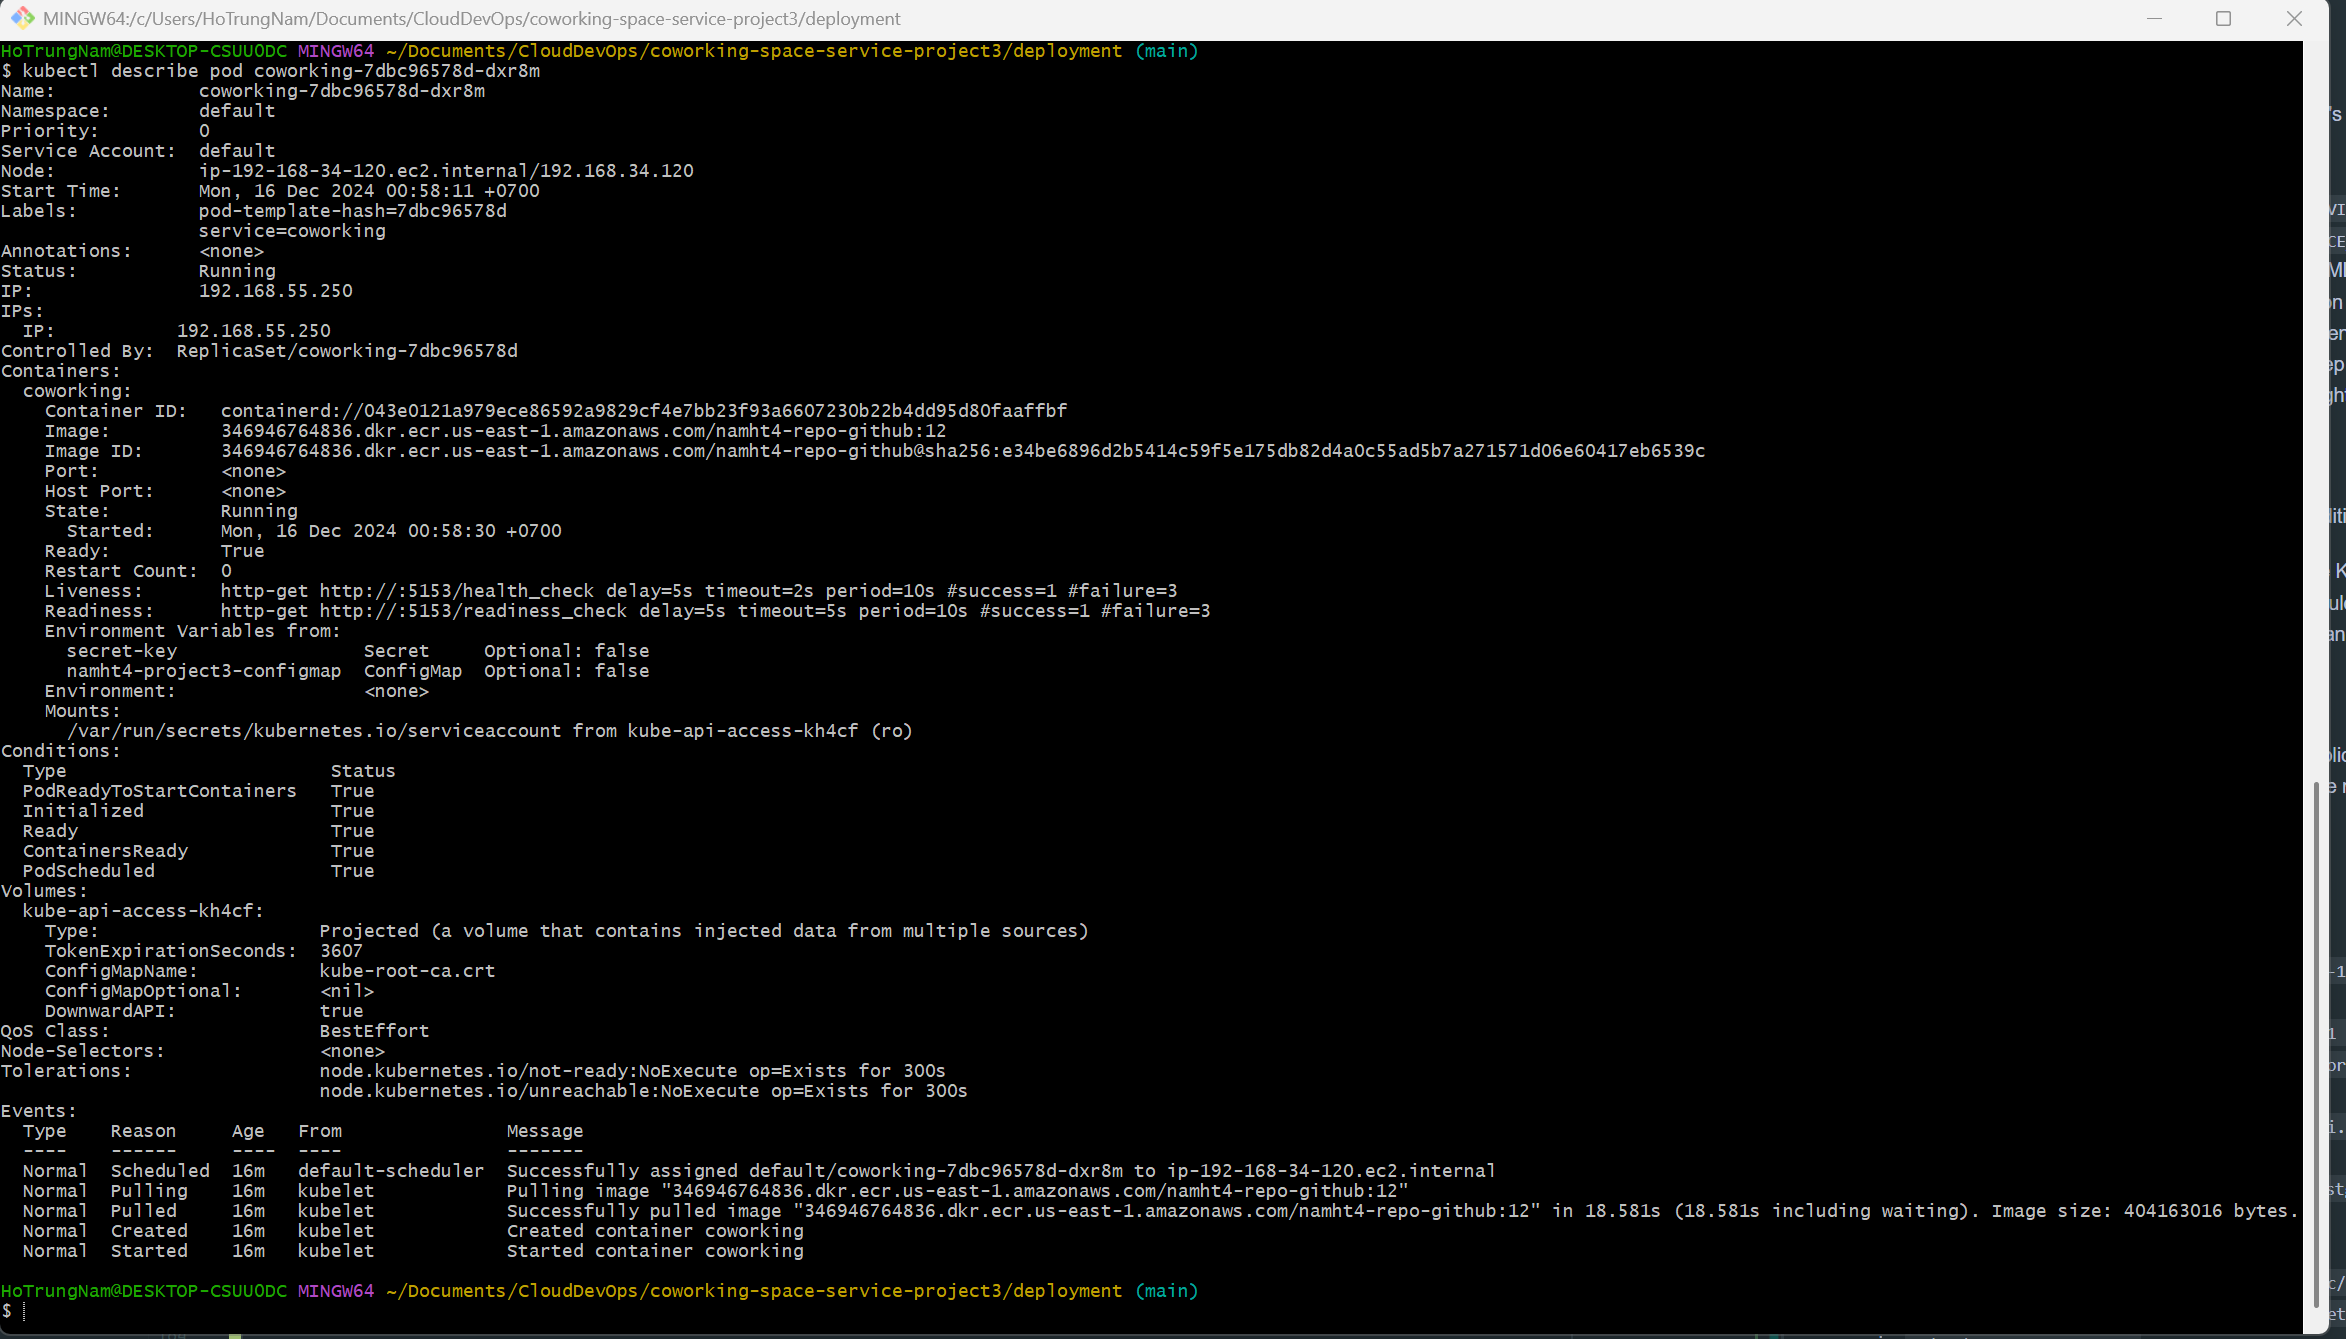 MINGW64:/c/Users/HoTrungNam/Documents/CloudDevOps/coworking-space-service-project3/deployment
HoTrungNam@DESKTOP-CSUU0DC MINGW64 ~/Documents/CloudDevOps/coworking-space-service-project3/deployment (main)
$ kubectl describe pod coworking-7dbc96578d-dxr8m
Name:             coworking-7dbc96578d-dxr8m
Namespace:        default
Priority:         0
Service Account:  default
Node:             ip-192-168-34-120.ec2.internal/192.168.34.120
Start Time:       Mon, 16 Dec 2024 00:58:11 +0700
Labels:           pod-template-hash=7dbc96578d
                  service=coworking
Annotations:      <none>
Status:           Running
IP:               192.168.55.250
IPs:
  IP:           192.168.55.250
Controlled By:  ReplicaSet/coworking-7dbc96578d
Containers:
  coworking:
    Container ID:   containerd://043e0121a979ece86592a9829cf4e7bb23f93a6607230b22b4dd95d80faaffbf
    Image:          346946764836.dkr.ecr.us-east-1.amazonaws.com/namht4-repo-github:12
    Image ID:       346946764836.dkr.ecr.us-east-1.amazonaws.com/namht4-repo-github@sha256:e34be6896d2b5414c59f5e175db82d4a0c55ad5b7a271571d06e60417eb6539c
    Port:           <none>
    Host Port:      <none>
    State:          Running
      Started:      Mon, 16 Dec 2024 00:58:30 +0700
    Ready:          True
    Restart Count:  0
    Liveness:       http-get http://:5153/health_check delay=5s timeout=2s period=10s #success=1 #failure=3
    Readiness:      http-get http://:5153/readiness_check delay=5s timeout=5s period=10s #success=1 #failure=3
    Environment Variables from:
      secret-key                 Secret     Optional: false
      namht4-project3-configmap  ConfigMap  Optional: false
    Environment:                 <none>
    Mounts:
      /var/run/secrets/kubernetes.io/serviceaccount from kube-api-access-kh4cf (ro)
Conditions:
  Type                        Status
  PodReadyToStartContainers   True
  Initialized                 True
  Ready                       True
  ContainersReady             True
  PodScheduled                True
Volumes:
  kube-api-access-kh4cf:
    Type:                    Projected (a volume that contains injected data from multiple sources)
    TokenExpirationSeconds:  3607
    ConfigMapName:           kube-root-ca.crt
    ConfigMapOptional:       <nil>
    DownwardAPI:             true
QoS Class:                   BestEffort
Node-Selectors:              <none>
Tolerations:                 node.kubernetes.io/not-ready:NoExecute op=Exists for 300s
                             node.kubernetes.io/unreachable:NoExecute op=Exists for 300s
Events:
  Type    Reason     Age   From               Message
  ----    ------     ----  ----               -------
  Normal  Scheduled  16m   default-scheduler  Successfully assigned default/coworking-7dbc96578d-dxr8m to ip-192-168-34-120.ec2.internal
  Normal  Pulling    16m   kubelet            Pulling image "346946764836.dkr.ecr.us-east-1.amazonaws.com/namht4-repo-github:12"
  Normal  Pulled     16m   kubelet            Successfully pulled image "346946764836.dkr.ecr.us-east-1.amazonaws.com/namht4-repo-github:12" in 18.581s (18.581s including waiting). Image size: 404163016 bytes.
  Normal  Created    16m   kubelet            Created container coworking
  Normal  Started    16m   kubelet            Started container coworking
HoTrungNam@DESKTOP-CSUU0DC MINGW64 ~/Documents/CloudDevOps/coworking-space-service-project3/deployment (main)
$